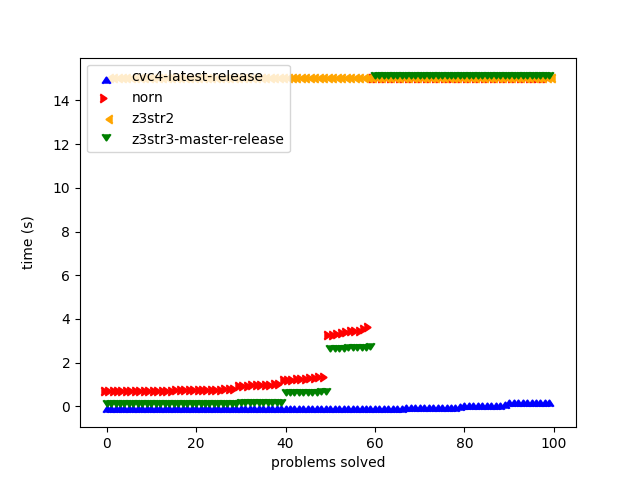 cvc4-latest-release
norn
z3str2
z3str3-master-release
time (s)
14
12
10
8
6
4
2
0
0 20 40 60 80 100
problems solved